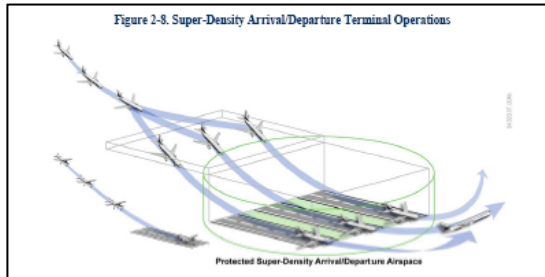 Figure 2-8. Super-Density Arrival/Departure Terminal Operations
Protected Super-Density Arrival/Departure Airspace